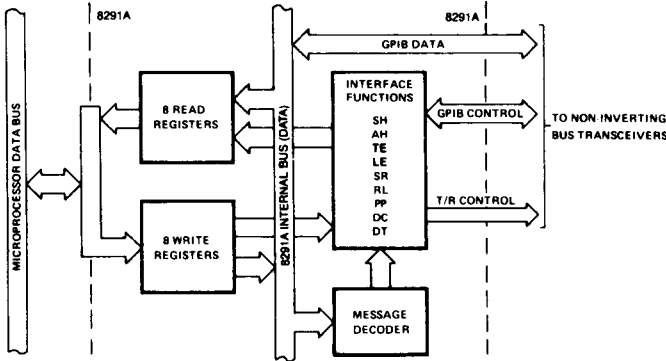 8291A
8291A
GPIB DATA
MICROPROCESSOR DATA BUS
8 READ
REGISTERS
8291A INTERNAL BUS (DATA)
INTERFACE
FUNCTIONS
SH
AH
TE
LE
SR
RL
PP
DC
DT
GPIB CONTROL
TO NON-INVERTING
BUS TRANSCEIVERS
T/R CONTROL
8 WRITE
REGISTERS
MESSAGE
DECODER